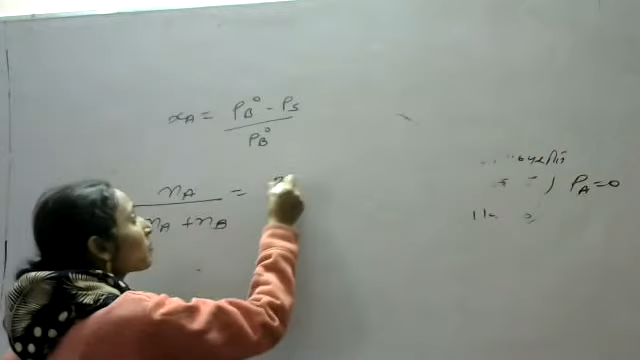 x_A = (P_B° - P_s) / P_B°
n_A / (n_A + n_B) =
P_A = 0